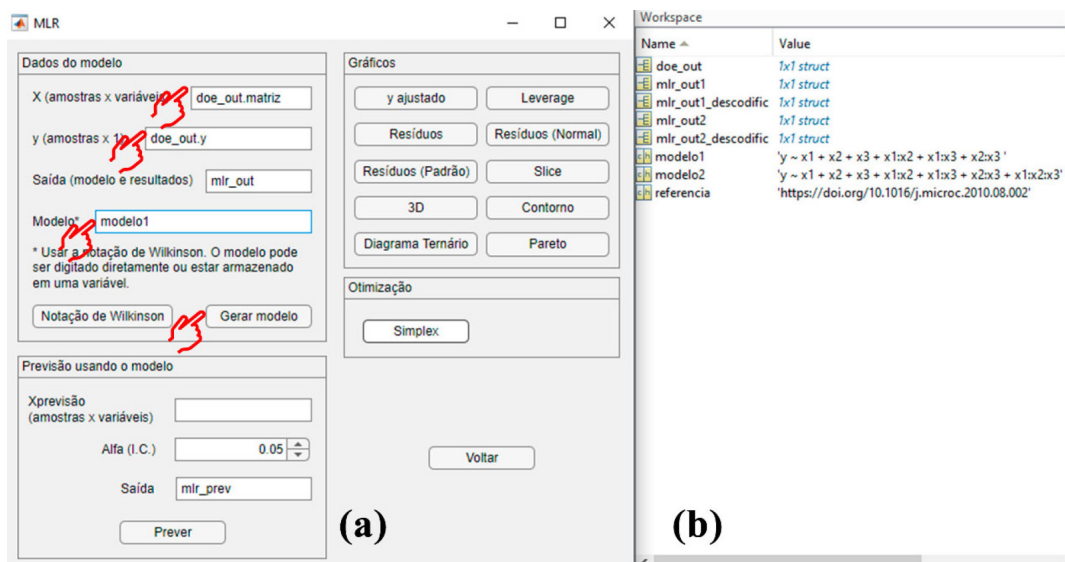 MLR
Dados do modelo
X (amostras x variáveis)
doe_out.matriz
y (amostras x 1)
doe_out.y
Saída (modelo e resultados)
mlr_out
Modelo*
modelo1
* Usar a notação de Wilkinson. O modelo pode
ser digitado diretamente ou estar armazenado
em uma variável.
Notação de Wilkinson
Gerar modelo
Previsão usando o modelo
Xprevisão
(amostras x variáveis)
Alfa (I.C.)
0.05
Saída
mlr_prev
Prever
Gráficos
y ajustado
Leverage
Resíduos
Resíduos (Normal)
Resíduos (Padrão)
Slice
3D
Contorno
Diagrama Ternário
Pareto
Otimização
Simplex
Voltar
(a)
Workspace
Name Value
doe_out 1x1 struct
mlr_out1 1x1 struct
mlr_out1_descodific 1x1 struct
mlr_out2 1x1 struct
mlr_out2_descodific 1x1 struct
modelo1 'y ~ x1 + x2 + x3 + x1:x2 + x1:x3 + x2:x3 '
modelo2 'y ~ x1 + x2 + x3 + x1:x2 + x1:x3 + x2:x3 + x1:x2:x3'
referencia 'https://doi.org/10.1016/j.microc.2010.08.002'
(b)